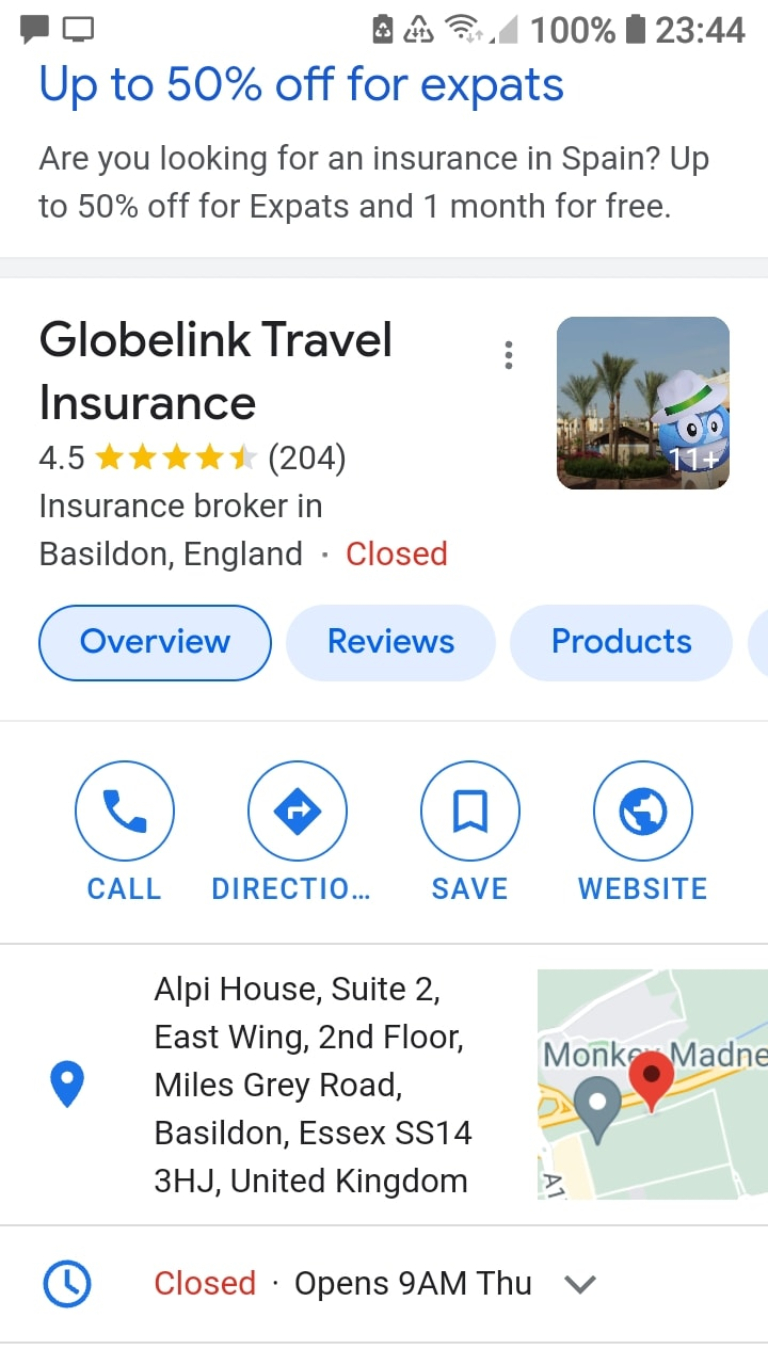 100% 23:44
Up to 50% off for expats
Are you looking for an insurance in Spain? Up
to 50% off for Expats and 1 month for free.
Globelink Travel
Insurance
4.5 (204)
Insurance broker in
Basildon, England · Closed
11+
Overview Reviews Products
CALL DIRECTIO... SAVE WEBSITE
Alpi House, Suite 2,
East Wing, 2nd Floor,
Miles Grey Road,
Basildon, Essex SS14
3HJ, United Kingdom
Monkey Madne
A1
Closed · Opens 9AM Thu